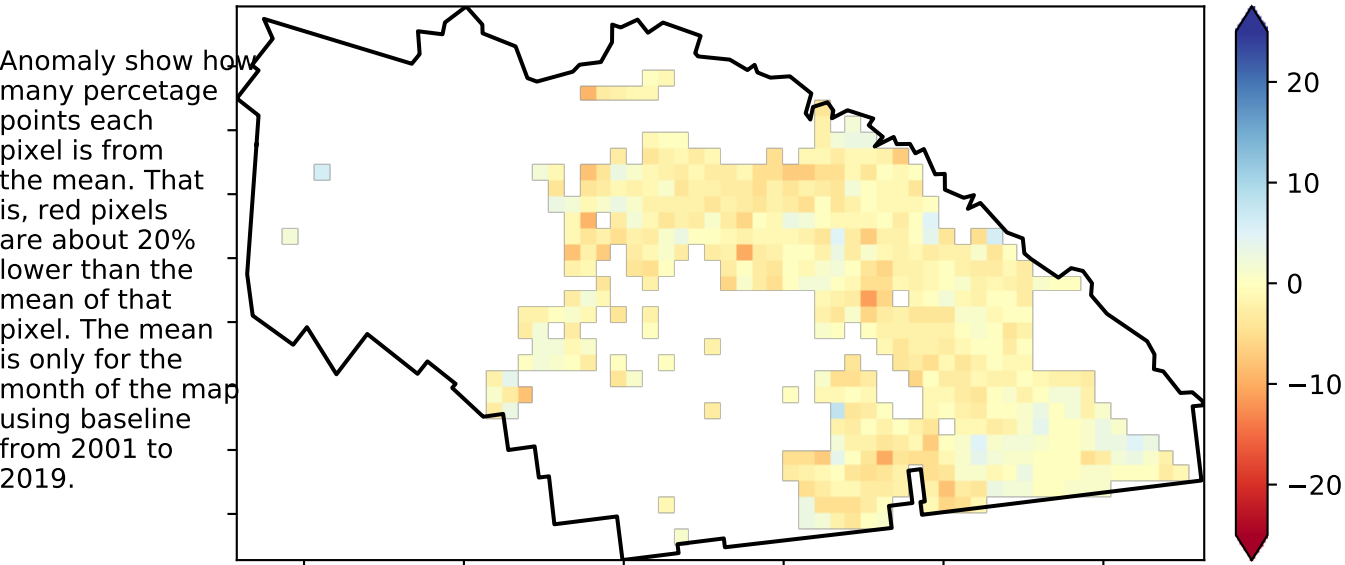 Anomaly show how
many percetage
points each
pixel is from
the mean. That
is, red pixels
are about 20%
lower than the
mean of that
pixel. The mean
is only for the
month of the map
using baseline
from 2001 to
2019.
20
10
0
−10
−20